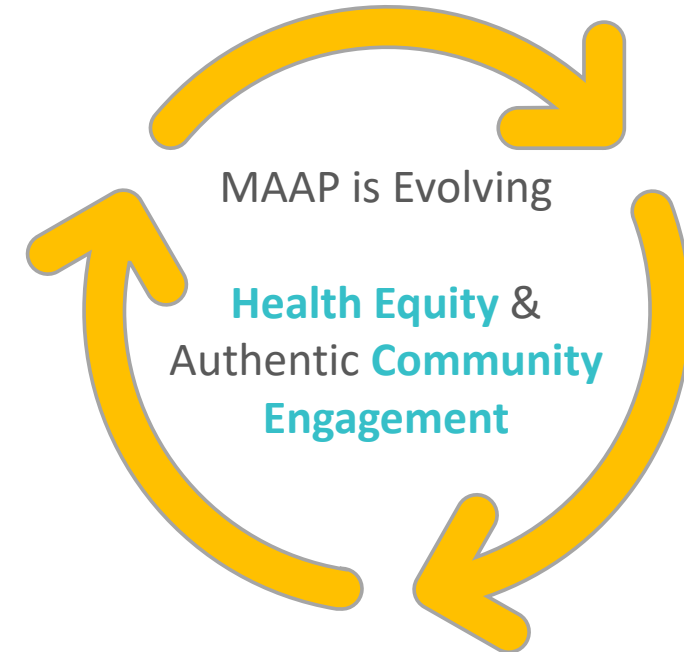 MAAP is Evolving
Health Equity &
Authentic Community
Engagement